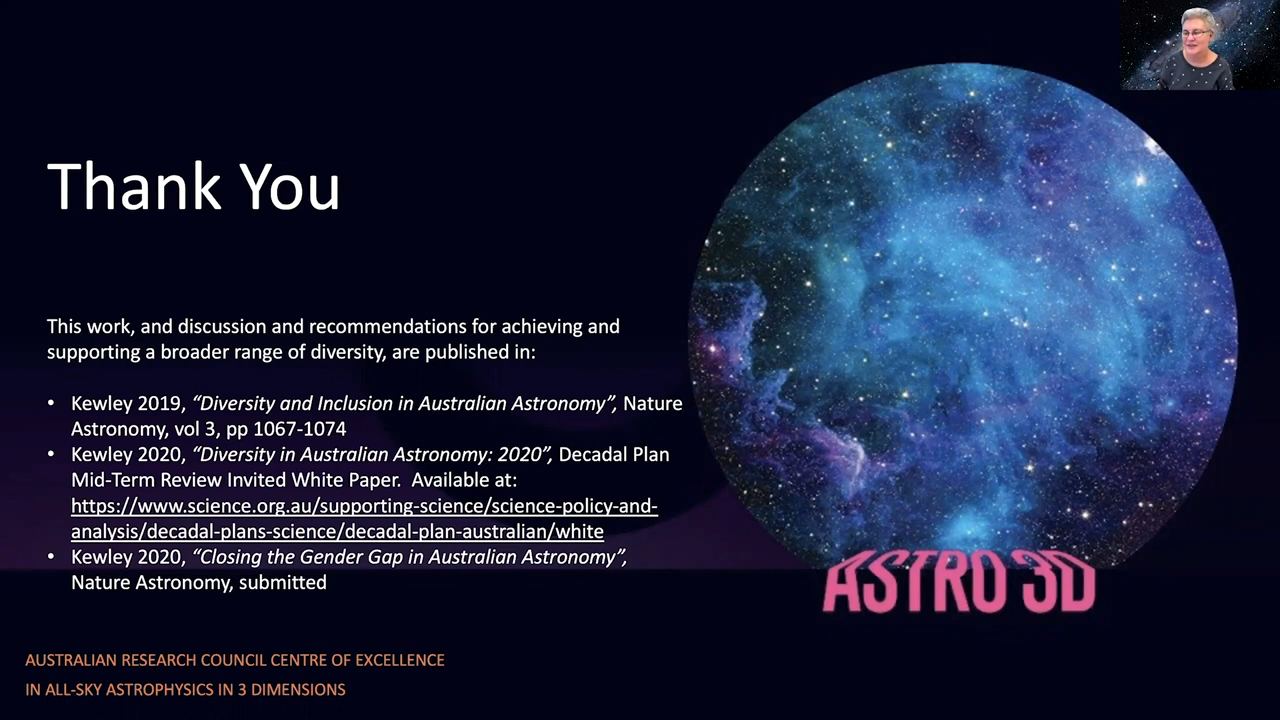 Thank You
This work, and discussion and recommendations for achieving and
supporting a broader range of diversity, are published in:
• Kewley 2019, “Diversity and Inclusion in Australian Astronomy”, Nature
Astronomy, vol 3, pp 1067-1074
• Kewley 2020, “Diversity in Australian Astronomy: 2020”, Decadal Plan
Mid-Term Review Invited White Paper. Available at:
https://www.science.org.au/supporting-science/science-policy-and-
analysis/decadal-plans-science/decadal-plan-australian/white
• Kewley 2020, “Closing the Gender Gap in Australian Astronomy”,
Nature Astronomy, submitted
ASTRO 3D
AUSTRALIAN RESEARCH COUNCIL CENTRE OF EXCELLENCE
IN ALL-SKY ASTROPHYSICS IN 3 DIMENSIONS